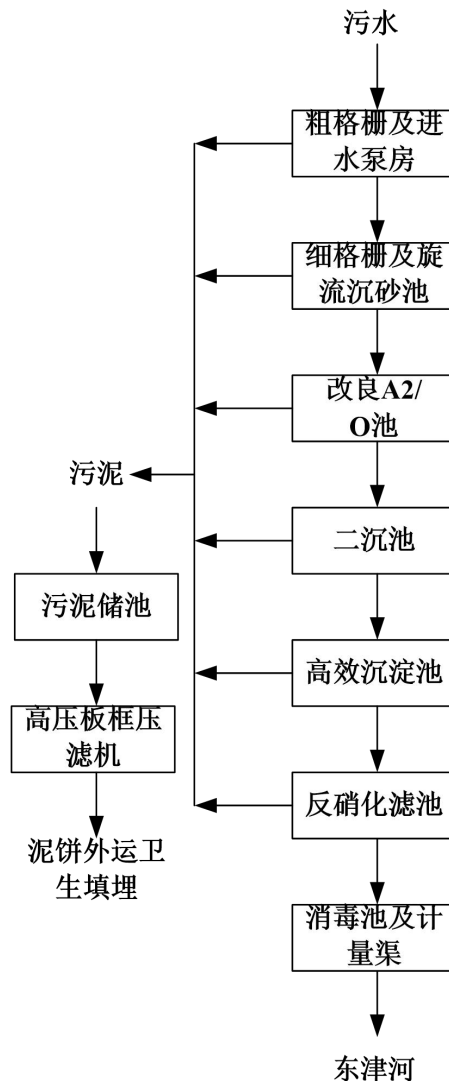 污水
粗格栅及进
水泵房
细格栅及旋
流沉砂池
改良A2/
O池
污泥
二沉池
污泥储池
高效沉淀池
高压板框压
滤机
反硝化滤池
泥饼外运卫
生填埋
消毒池及计
量渠
东津河